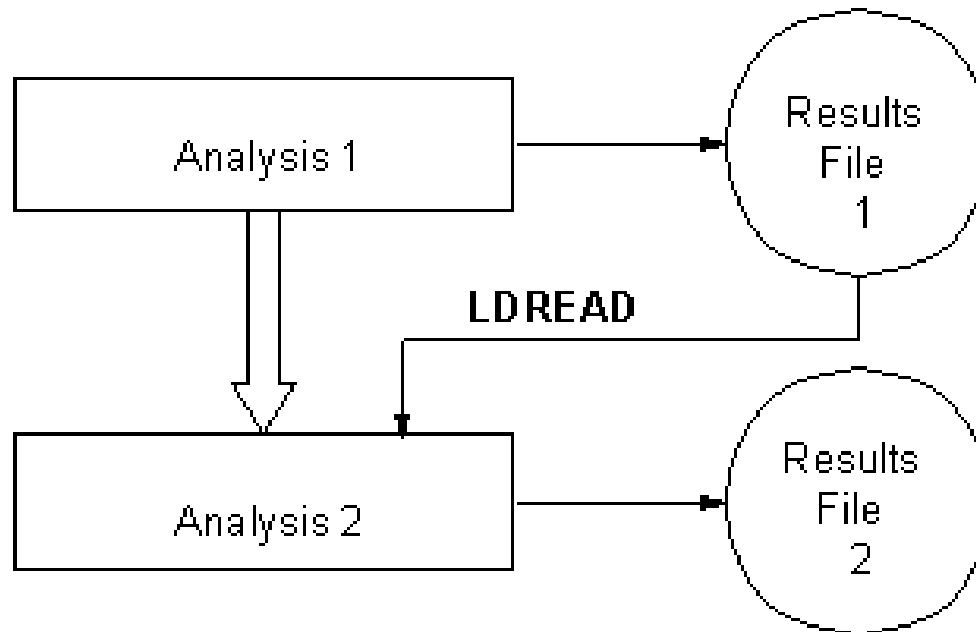 Analysis 1
Results
File
1
LDREAD
Analysis 2
Results
File
2